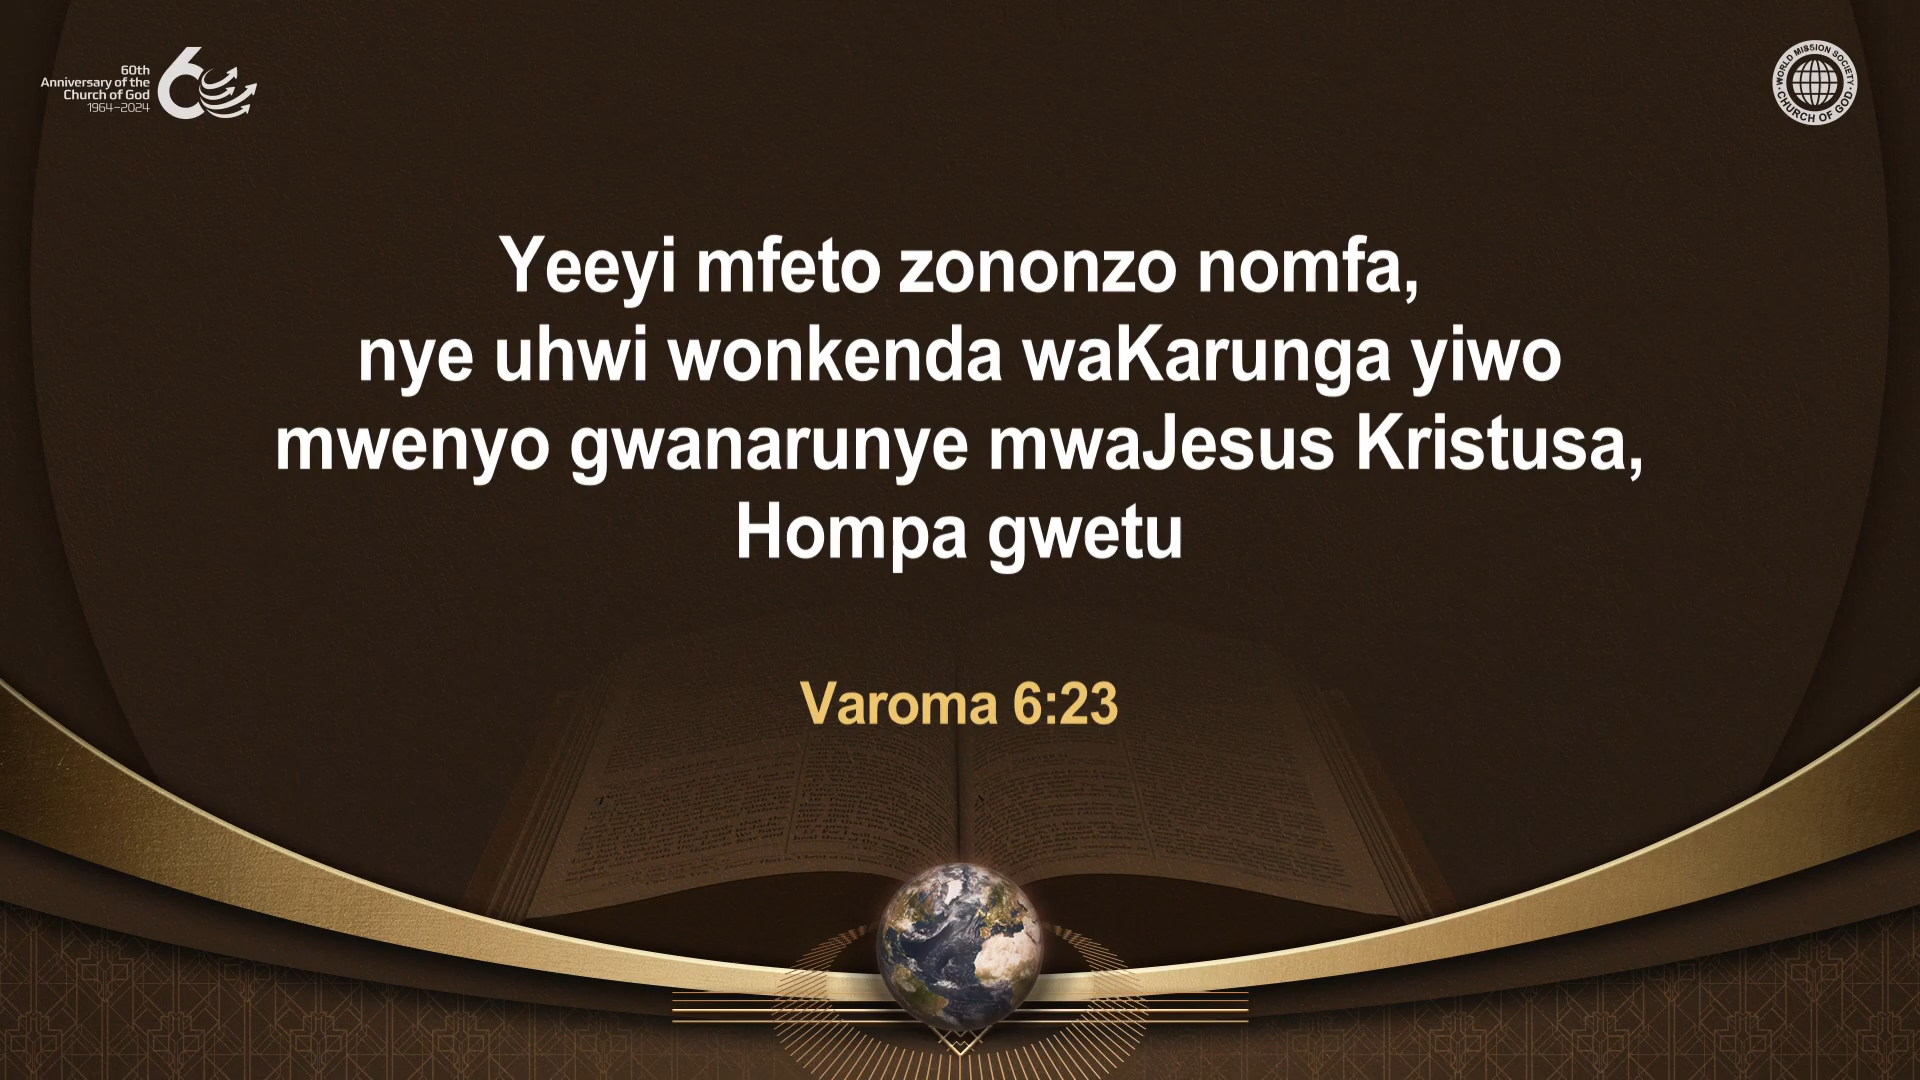 60th
Anniversary of the
Church of God
1964–2024
WORLD MISSION SOCIETY
CHURCH OF GOD
Yeeyi mfeto zononzo nomfa,
nye uhwi wonkenda waKarunga yiwo
mwenyo gwanarunye mwaJesus Kristusa,
Hompa gwetu
Varoma 6:23